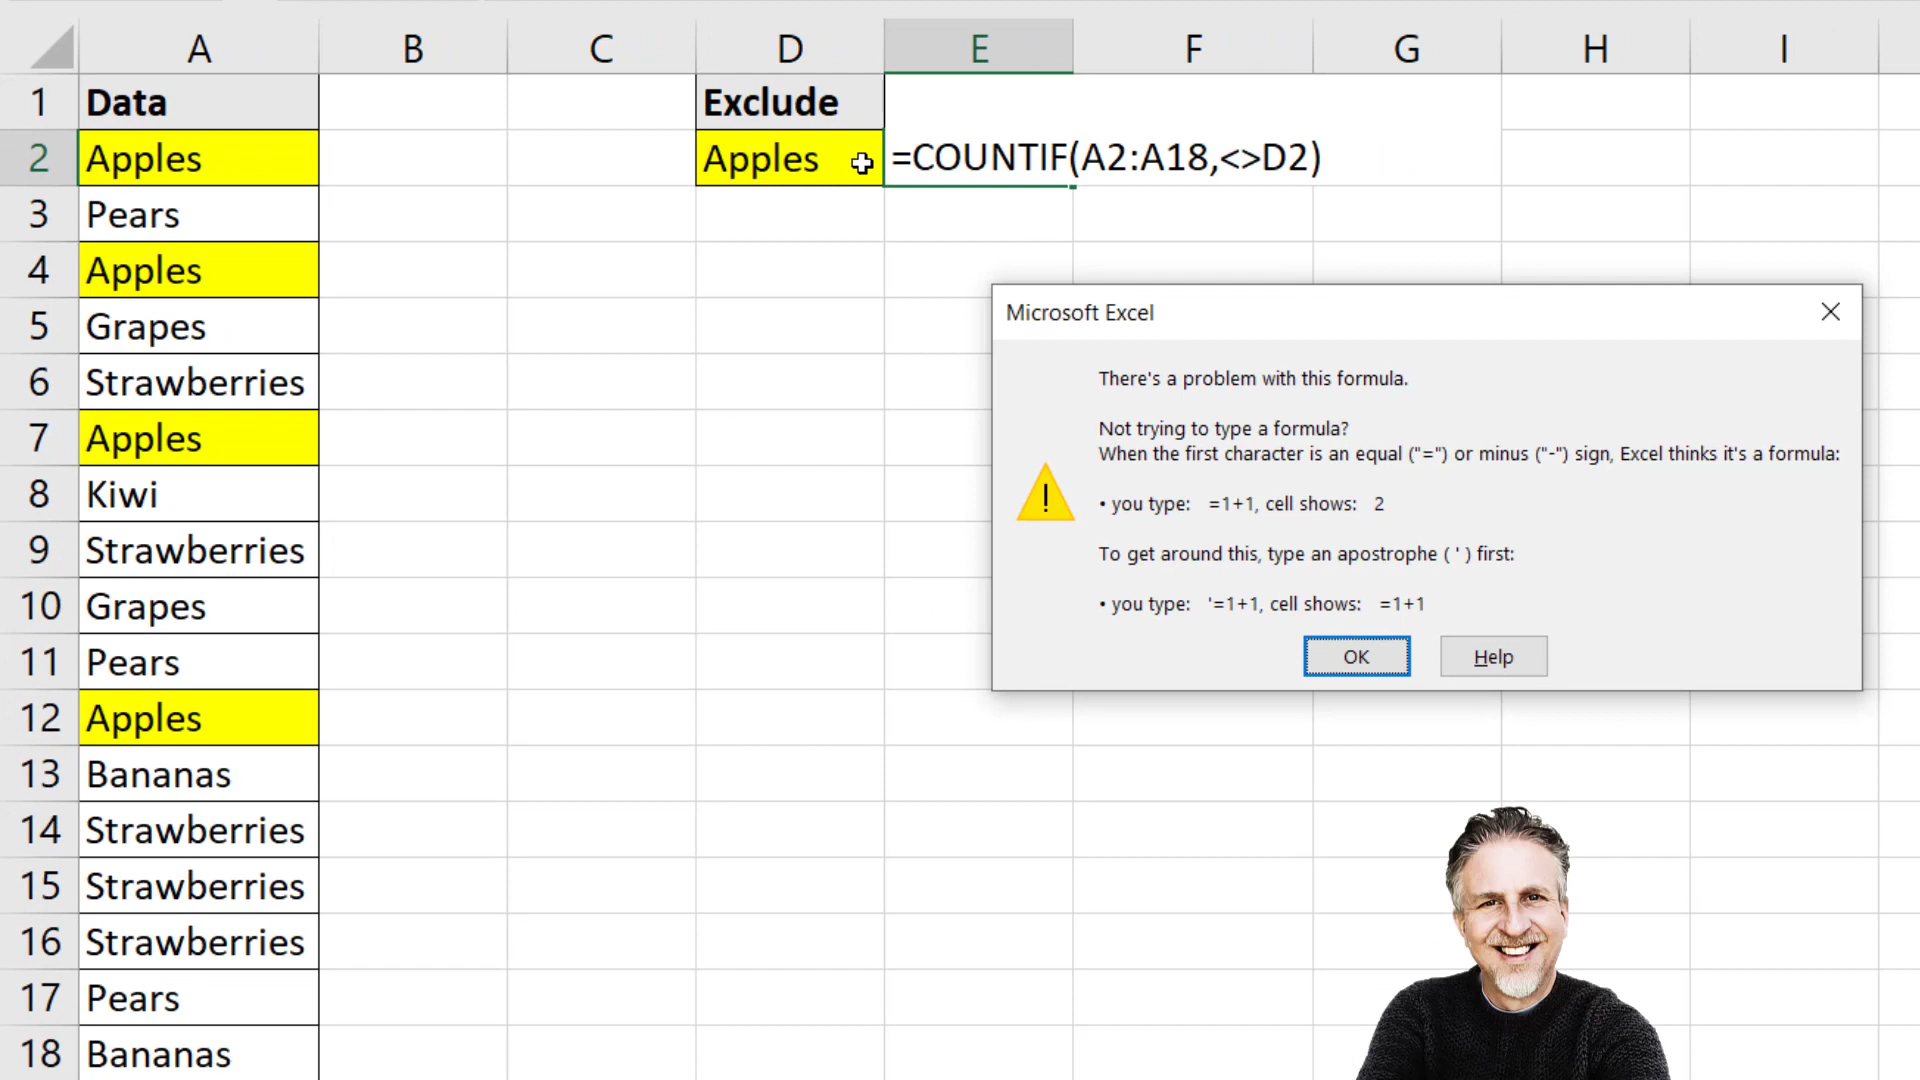 A B C D E F G H I
1 Data Exclude
2 Apples Apples =COUNTIF(A2:A18,<>D2)
3 Pears
4 Apples
5 Grapes
6 Strawberries
7 Apples
8 Kiwi
9 Strawberries
10 Grapes
11 Pears
12 Apples
13 Bananas
14 Strawberries
15 Strawberries
16 Strawberries
17 Pears
18 Bananas
Microsoft Excel
There's a problem with this formula.
Not trying to type a formula?
When the first character is an equal ("=") or minus ("-") sign, Excel thinks it's a formula:
• you type: =1+1, cell shows: 2
To get around this, type an apostrophe ( ' ) first:
• you type: '=1+1, cell shows: =1+1
OK Help